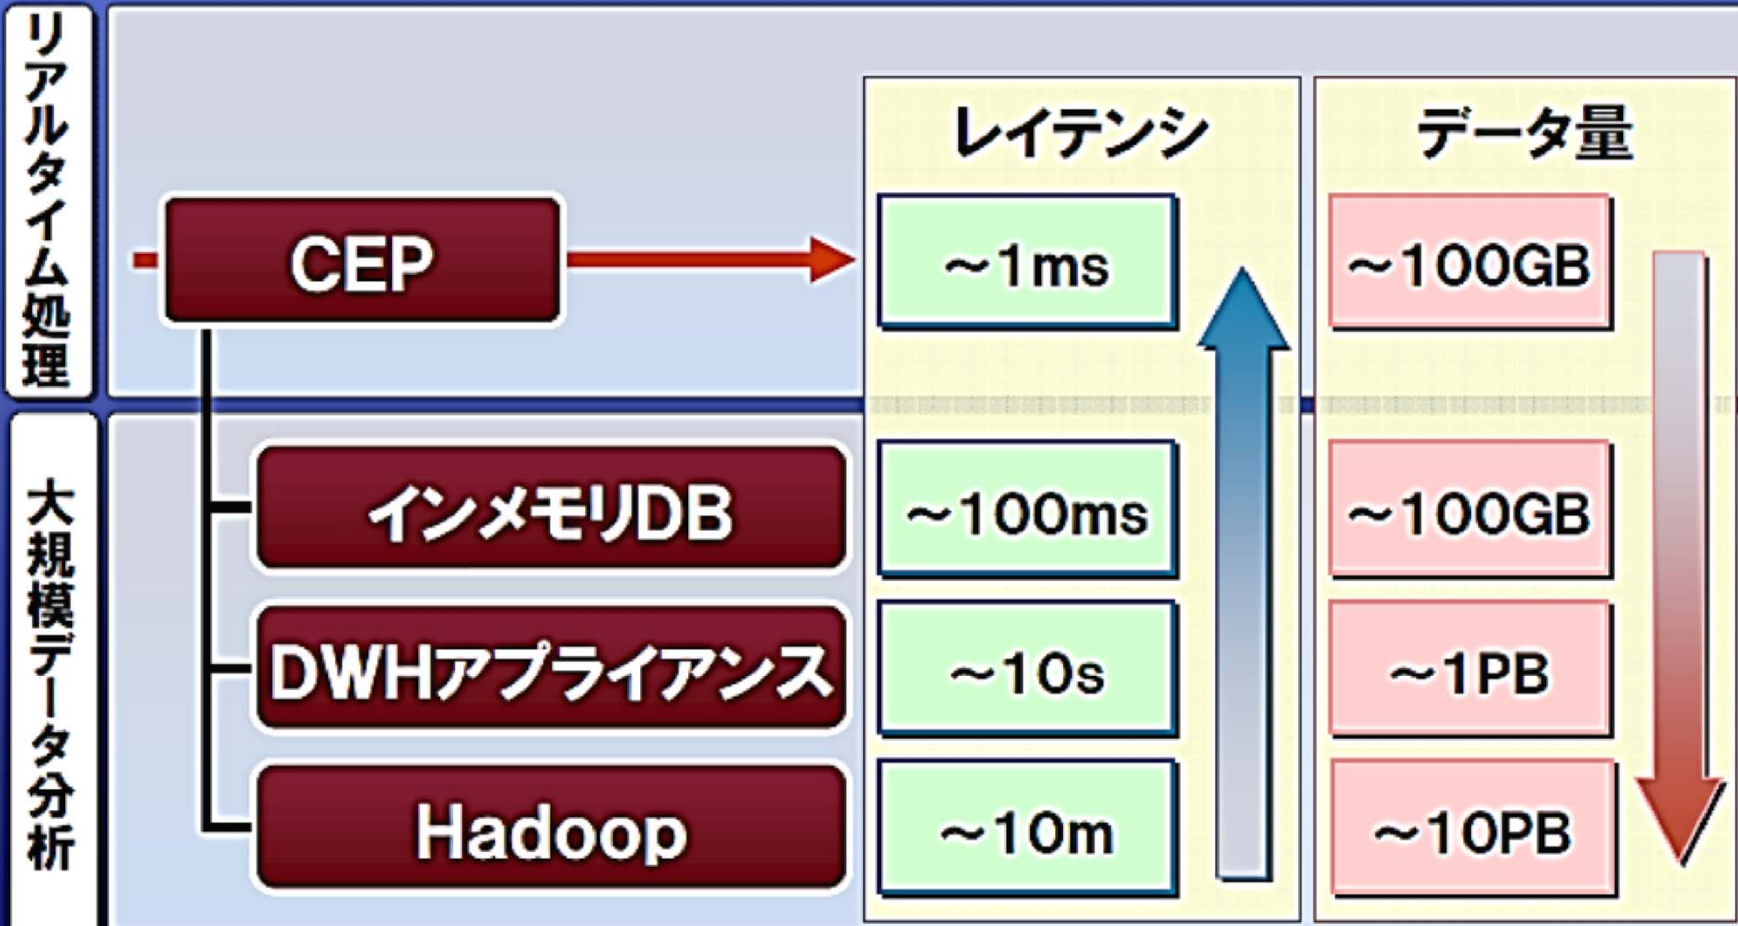 リアルタイム処理
レイテンシ
データ量
CEP
～1ms
～100GB
大規模データ分析
インメモリDB
～100ms
～100GB
DWHアプライアンス
～10s
～1PB
Hadoop
～10m
～10PB